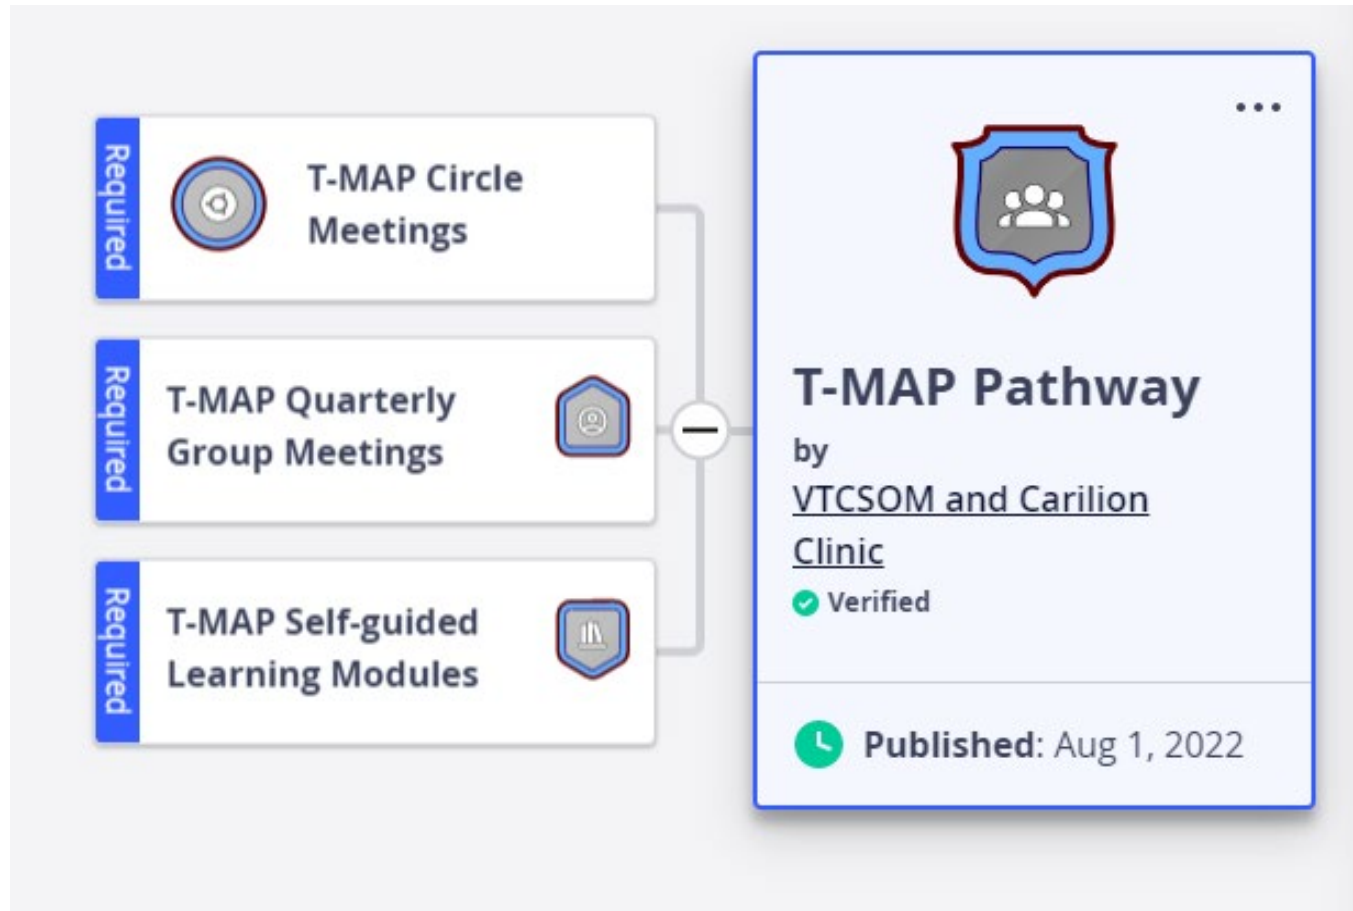 Required
T-MAP Circle
Meetings
Required
T-MAP Quarterly
Group Meetings
Required
T-MAP Self-guided
Learning Modules
T-MAP Pathway
by
VTCSOM and Carilion
Clinic
Verified
Published: Aug 1, 2022